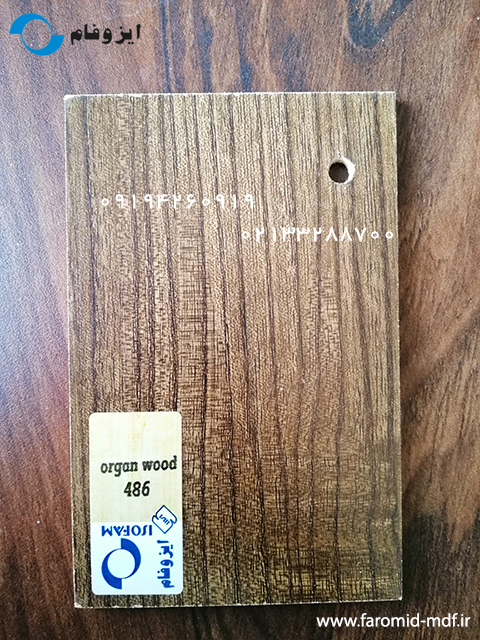 ایزوفام
۰۹۱۹۴۲۶۰۹۱۹
۰۲۱۳۳۲۸۸۷۰۰
organ wood
486
ISOFAM
ایزوفام
www.faromid-mdf.ir